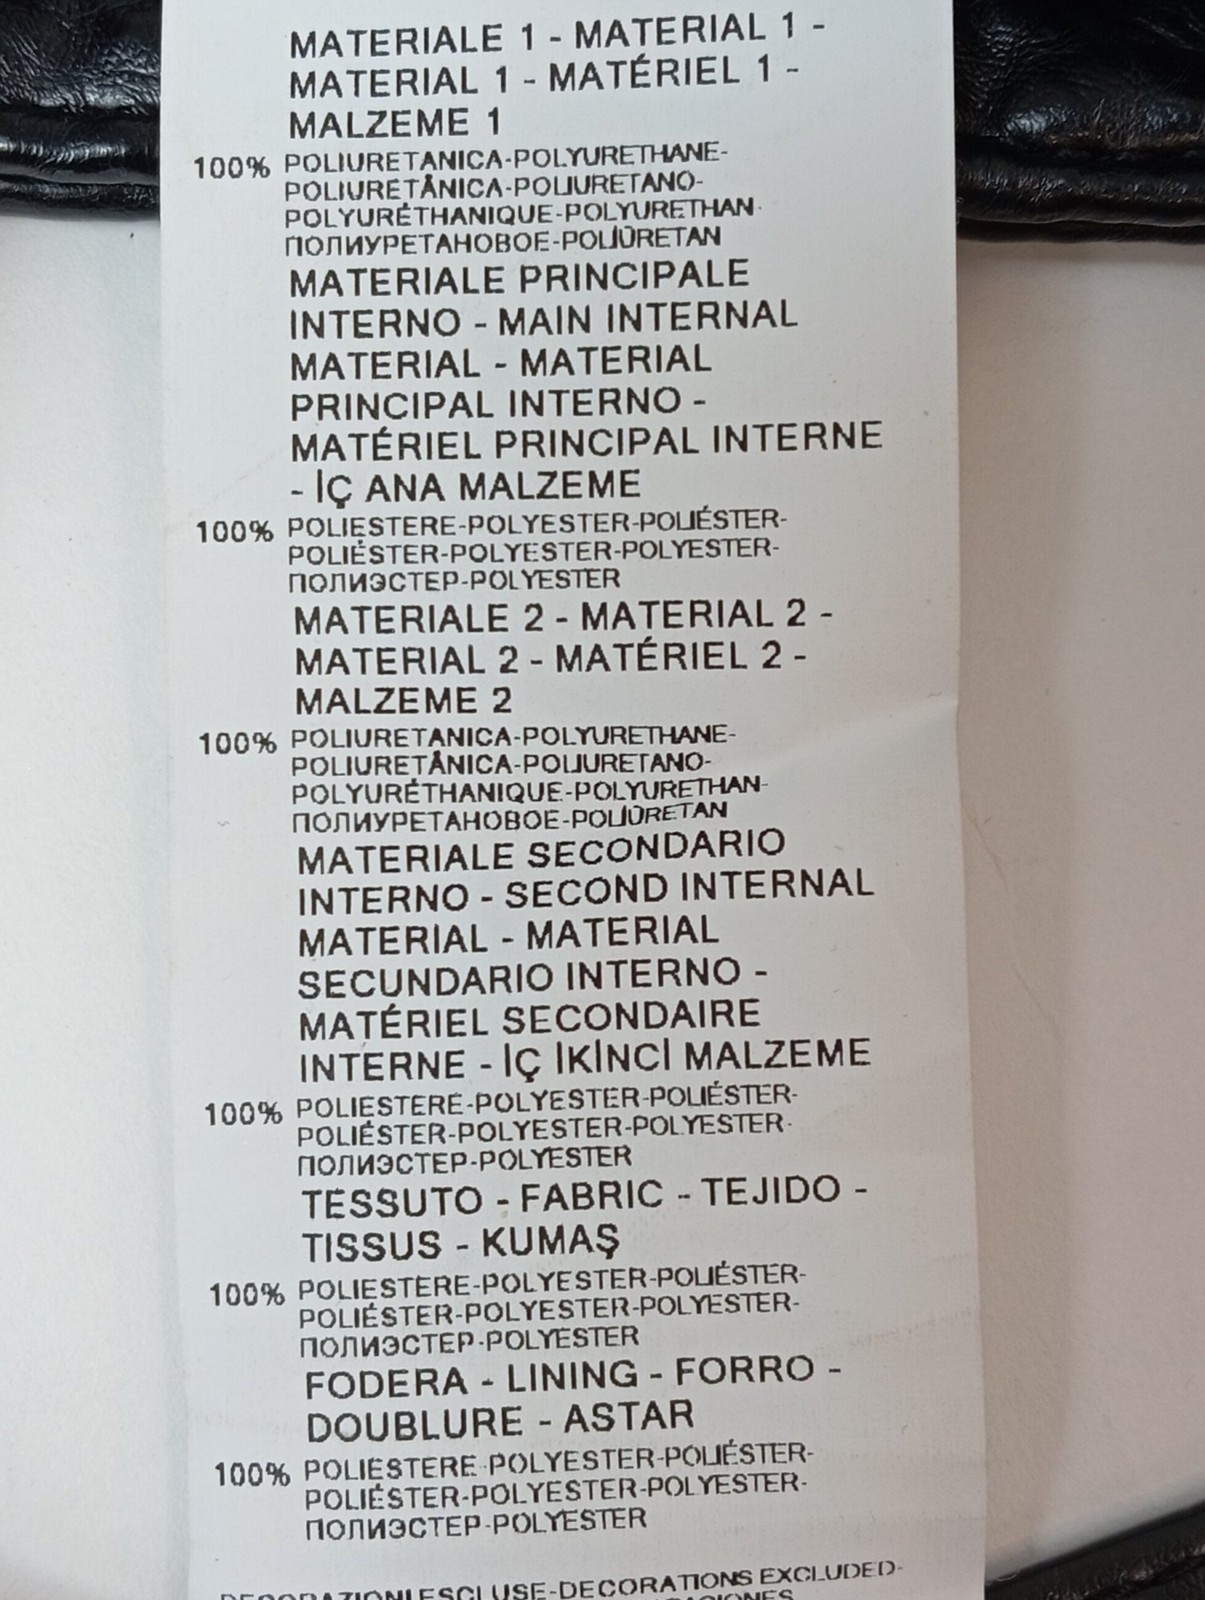 MATERIALE 1 - MATERIAL 1 -
MATERIAL 1 - MATÉRIEL 1 -
MALZEME 1
100% POLIURETANICA-POLYURETHANE-
POLIURETÂNICA-POLIURETANO-
POLYURÉTHANIQUE-POLYURETHAN-
ПОЛИУРЕТАНОВОЕ-POLİÜRETAN
MATERIALE PRINCIPALE
INTERNO - MAIN INTERNAL
MATERIAL - MATERIAL
PRINCIPAL INTERNO -
MATÉRIEL PRINCIPAL INTERNE
- İÇ ANA MALZEME
100% POLIESTERE-POLYESTER-POLIÉSTER-
POLIÉSTER-POLYESTER-POLYESTER-
ПОЛИЭСТЕР-POLYESTER
MATERIALE 2 - MATERIAL 2 -
MATERIAL 2 - MATÉRIEL 2 -
MALZEME 2
100% POLIURETANICA-POLYURETHANE-
POLIURETÂNICA-POLIURETANO-
POLYURÉTHANIQUE-POLYURETHAN-
ПОЛИУРЕТАНОВОЕ-POLİÜRETAN
MATERIALE SECONDARIO
INTERNO - SECOND INTERNAL
MATERIAL - MATERIAL
SECUNDARIO INTERNO -
MATÉRIEL SECONDAIRE
INTERNE - İÇ İKİNCİ MALZEME
100% POLIESTERE-POLYESTER-POLIÉSTER-
POLIÉSTER-POLYESTER-POLYESTER-
ПОЛИЭСТЕР-POLYESTER
TESSUTO - FABRIC - TEJIDO -
TISSUS - KUMAŞ
100% POLIESTERE-POLYESTER-POLIÉSTER-
POLIÉSTER-POLYESTER-POLYESTER-
ПОЛИЭСТЕР-POLYESTER
FODERA - LINING - FORRO -
DOUBLURE - ASTAR
100% POLIESTERE-POLYESTER-POLIÉSTER-
POLIÉSTER-POLYESTER-POLYESTER-
ПОЛИЭСТЕР-POLYESTER
DECORAZIONI ESCLUSE-DECORATIONS EXCLUDED-